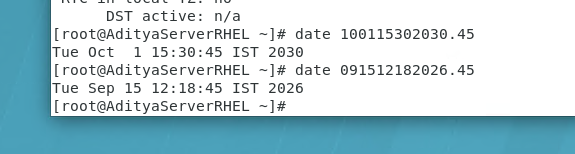 RTC in local TZ: no
DST active: n/a
[root@AdityaServerRHEL ~]# date 100115302030.45
Tue Oct  1 15:30:45 IST 2030
[root@AdityaServerRHEL ~]# date 091512182026.45
Tue Sep 15 12:18:45 IST 2026
[root@AdityaServerRHEL ~]#